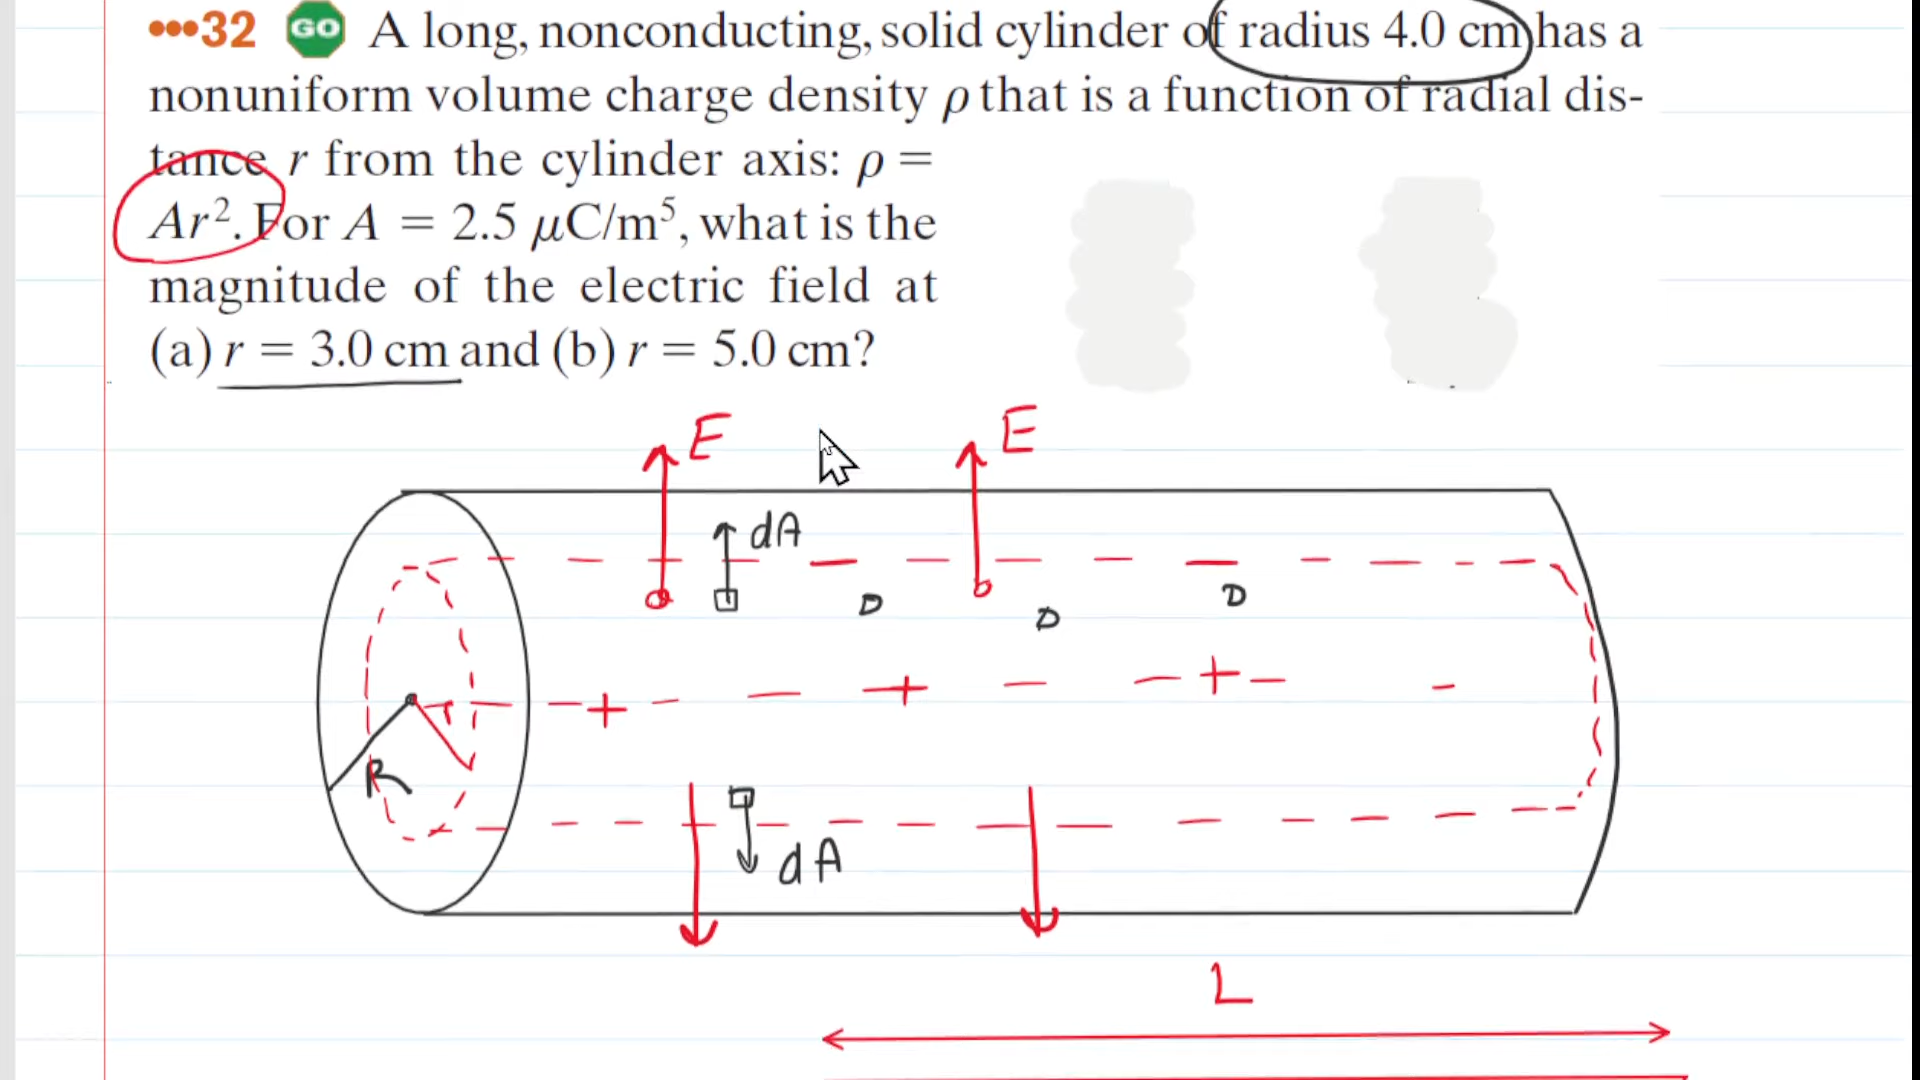 •••32 GO A long, nonconducting, solid cylinder of radius 4.0 cm has a
nonuniform volume charge density ρ that is a function of radial dis-
tance r from the cylinder axis: ρ =
Ar². For A = 2.5 μC/m⁵, what is the
magnitude of the electric field at
(a) r = 3.0 cm and (b) r = 5.0 cm?
E E
dA
r
R
dA
L